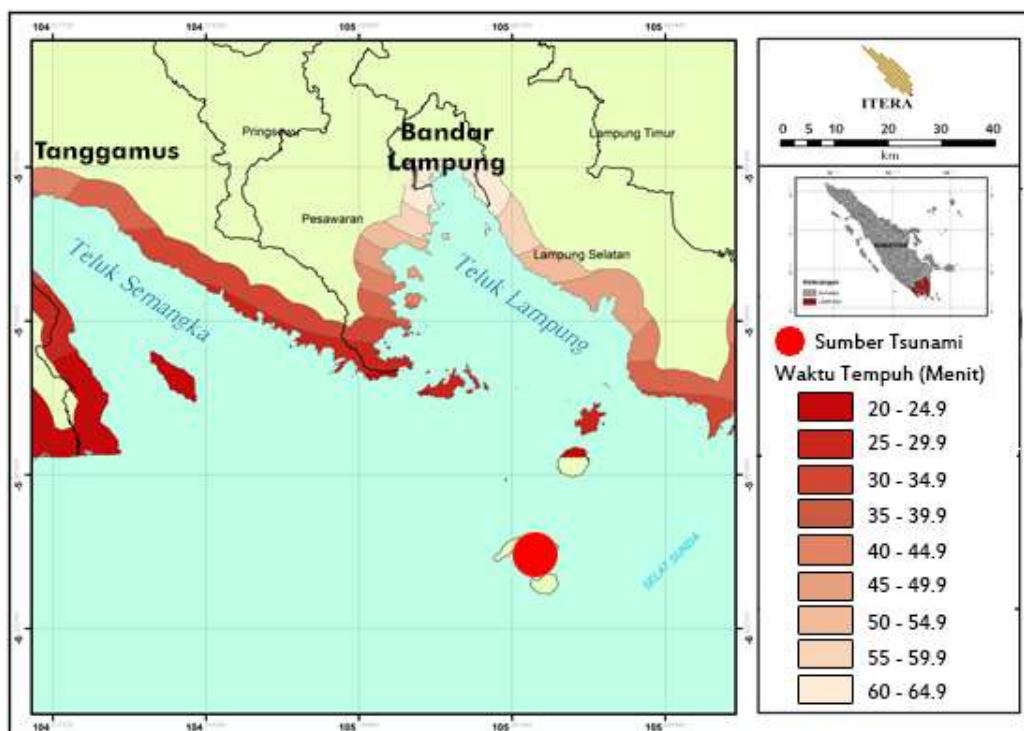 104
104
105
105
105
Tanggamus
Pringsewu
Bandar
Lampung
Lampung Timur
Pesawaran
Lampung Selatan
Teluk Semangka
Teluk Lampung
SELAT SUNDA
104
104
105
105
105
ITERA
0 5 10 20 30 40
km
Sumber Tsunami
Waktu Tempuh (Menit)
20 - 24.9
25 - 29.9
30 - 34.9
35 - 39.9
40 - 44.9
45 - 49.9
50 - 54.9
55 - 59.9
60 - 64.9